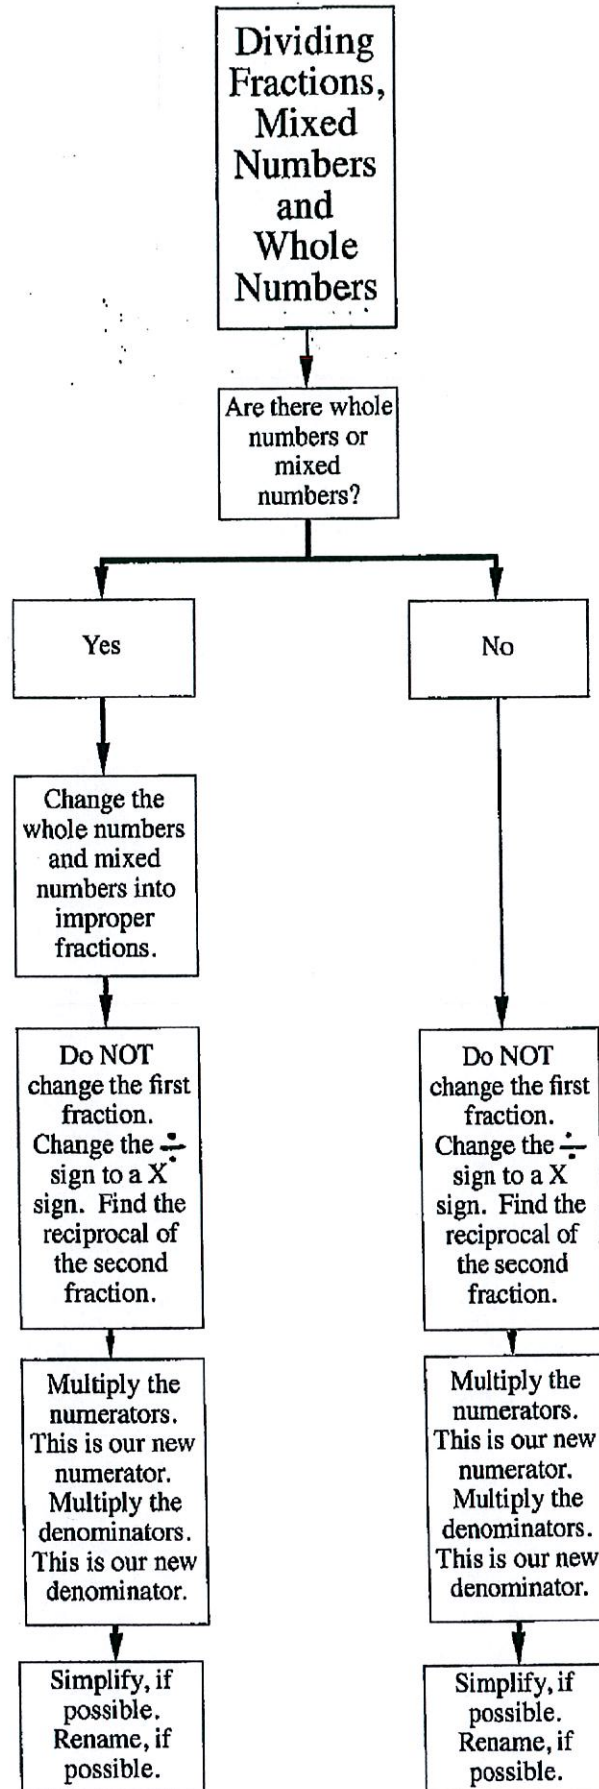 Dividing
Fractions,
Mixed
Numbers
and
Whole
Numbers
Are there whole
numbers or
mixed
numbers?
Yes
No
Change the
whole numbers
and mixed
numbers into
improper
fractions.
Do NOT
change the first
fraction.
Change the ÷
sign to a X
sign. Find the
reciprocal of
the second
fraction.
Multiply the
numerators.
This is our new
numerator.
Multiply the
denominators.
This is our new
denominator.
Simplify, if
possible.
Rename, if
possible.
Do NOT
change the first
fraction.
Change the ÷
sign to a X
sign. Find the
reciprocal of
the second
fraction.
Multiply the
numerators.
This is our new
numerator.
Multiply the
denominators.
This is our new
denominator.
Simplify, if
possible.
Rename, if
possible.